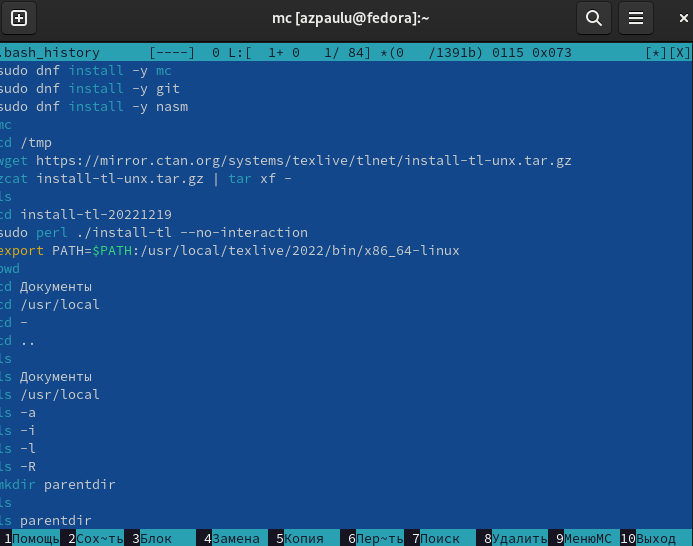 mc [azpaulu@fedora]:~
.bash_history [----] 0 L:[ 1+ 0 1/ 84] *(0 /1391b) 0115 0x073 [*][X]
sudo dnf install -y mc
sudo dnf install -y git
sudo dnf install -y nasm
mc
cd /tmp
wget https://mirror.ctan.org/systems/texlive/tlnet/install-tl-unx.tar.gz
zcat install-tl-unx.tar.gz | tar xf -
ls
cd install-tl-20221219
sudo perl ./install-tl --no-interaction
export PATH=$PATH:/usr/local/texlive/2022/bin/x86_64-linux
pwd
cd Документы
cd /usr/local
cd -
cd ..
ls
ls Документы
ls /usr/local
ls -a
ls -i
ls -l
ls -R
mkdir parentdir
ls
ls parentdir
1Помощь 2Сох~ть 3Блок 4Замена 5Копия 6Пер~ть 7Поиск 8Удалить 9МенюMC 10Выход